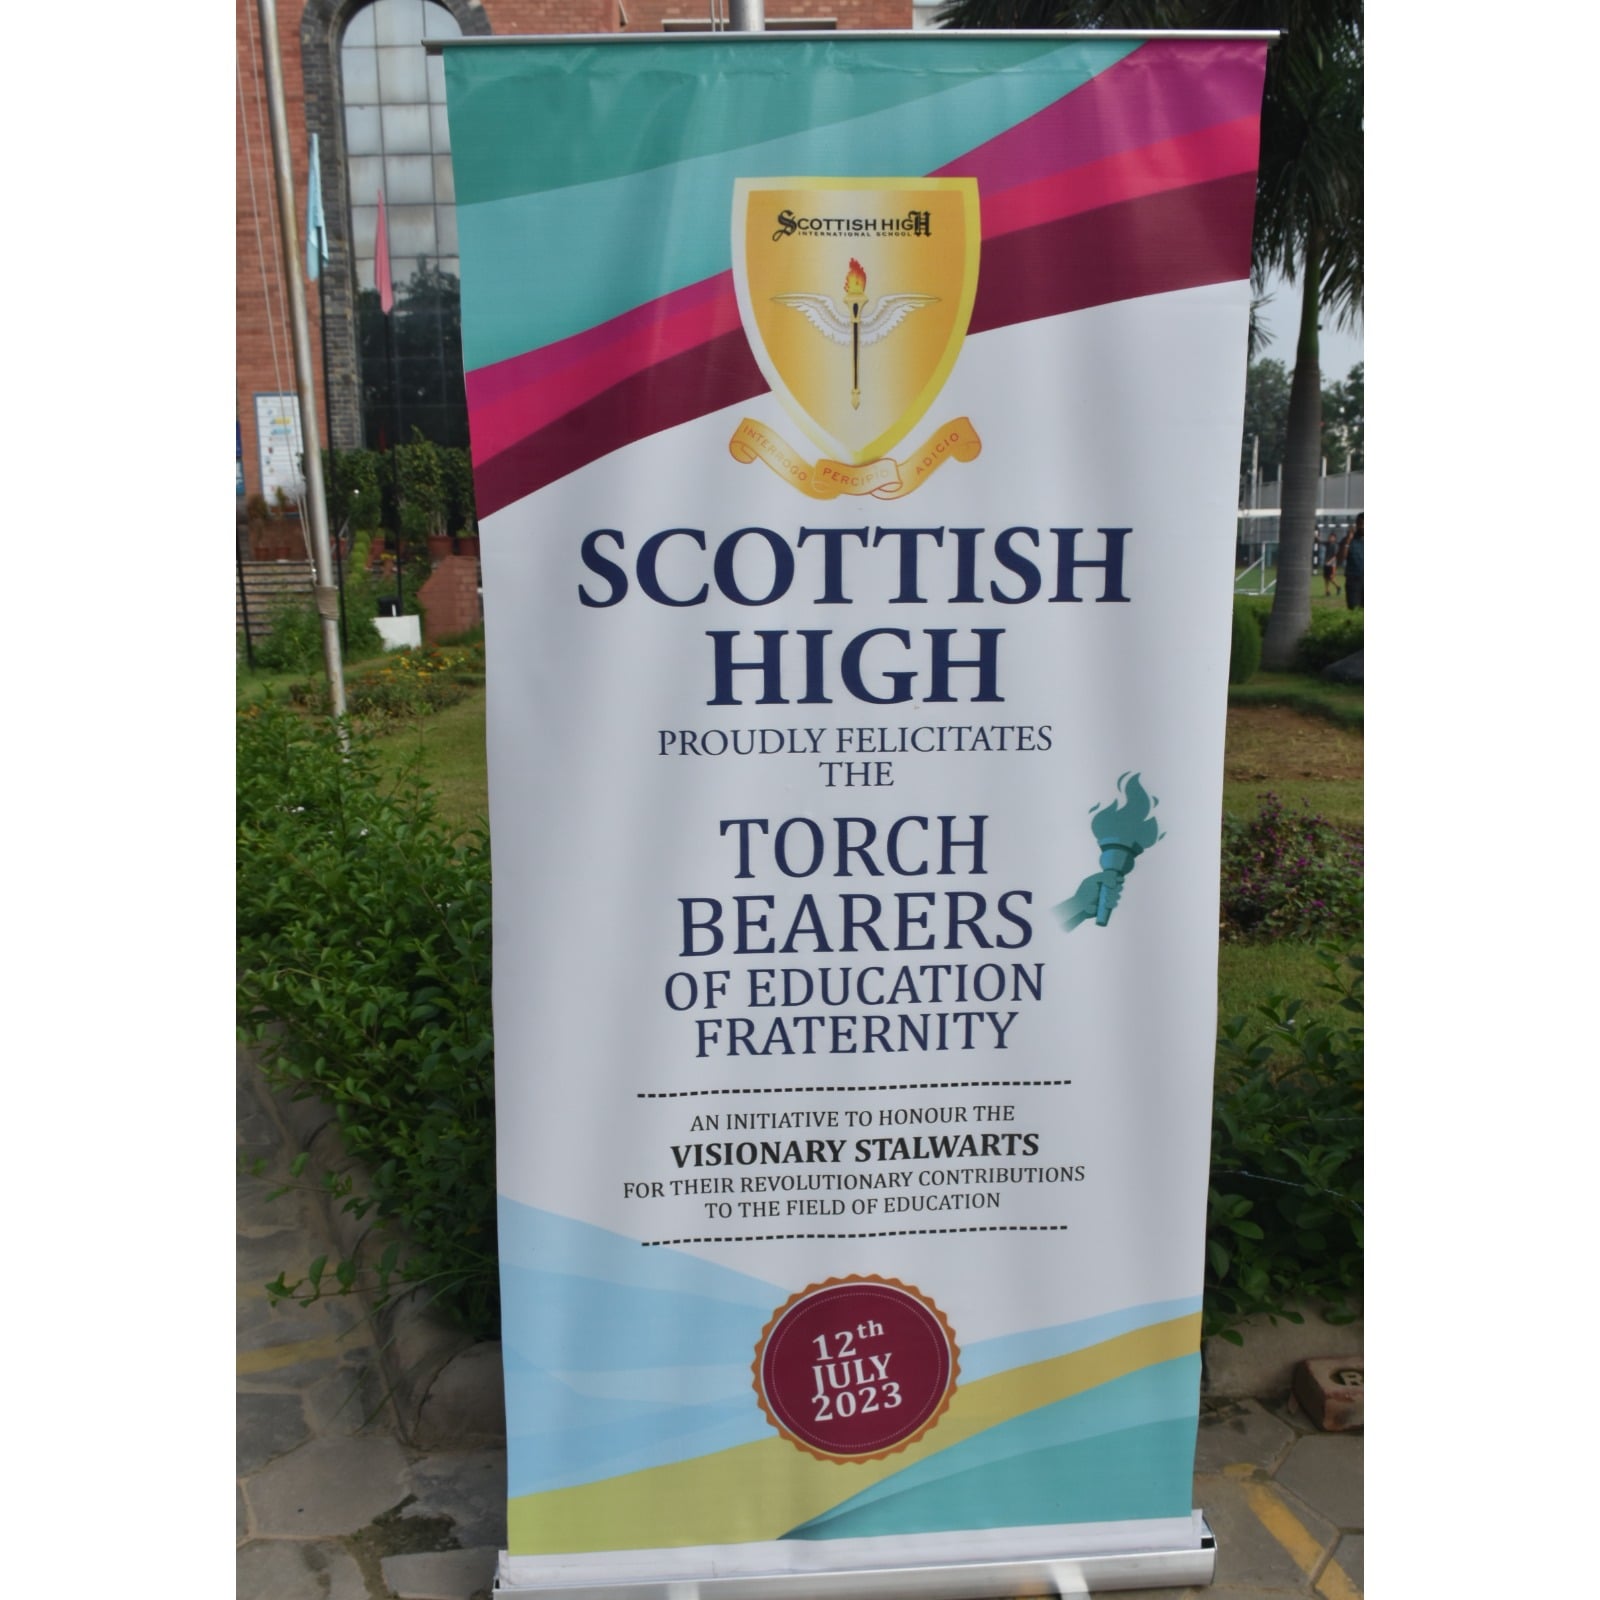 SCOTTISH HIGH
INTERNATIONAL SCHOOL
INTERROGO PERCIPIO ADICIO
SCOTTISH
HIGH
PROUDLY FELICITATES
THE
TORCH
BEARERS
OF EDUCATION
FRATERNITY
AN INITIATIVE TO HONOUR THE
VISIONARY STALWARTS
FOR THEIR REVOLUTIONARY CONTRIBUTIONS
TO THE FIELD OF EDUCATION
12th
JULY
2023
R